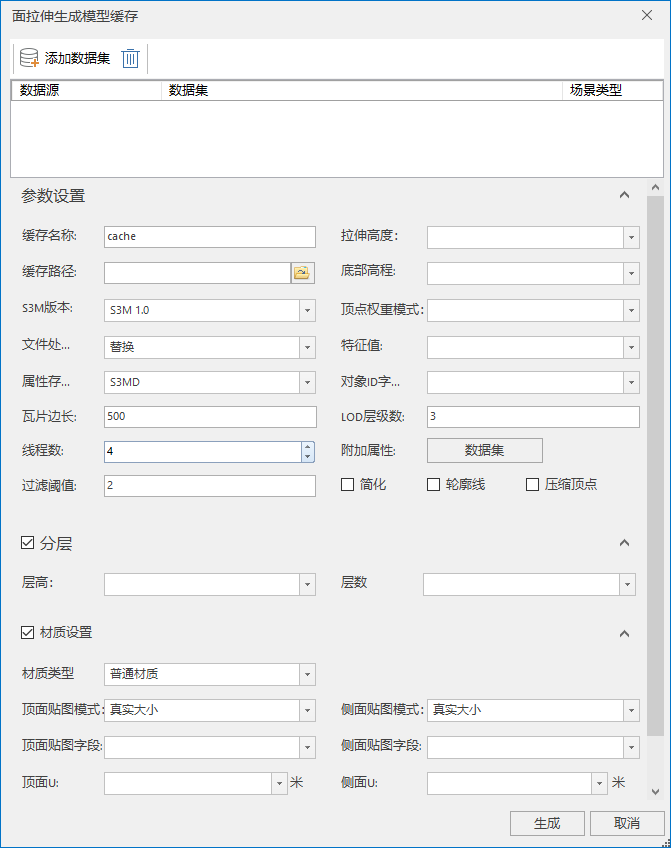 面拉伸生成模型缓存
添加数据集
数据源 数据集 场景类型
参数设置
缓存名称: cache 拉伸高度:
缓存路径: 底部高程:
S3M版本: S3M 1.0 顶点权重模式:
文件处... 替换 特征值:
属性存... S3MD 对象ID字...
瓦片边长: 500 LOD层级数: 3
线程数: 4 附加属性: 数据集
过滤阈值: 2 简化 轮廓线 压缩顶点
分层
层高: 层数
材质设置
材质类型 普通材质
顶面贴图模式: 真实大小 侧面贴图模式: 真实大小
顶面贴图字段: 侧面贴图字段:
顶面U: 米 侧面U: 米
生成 取消